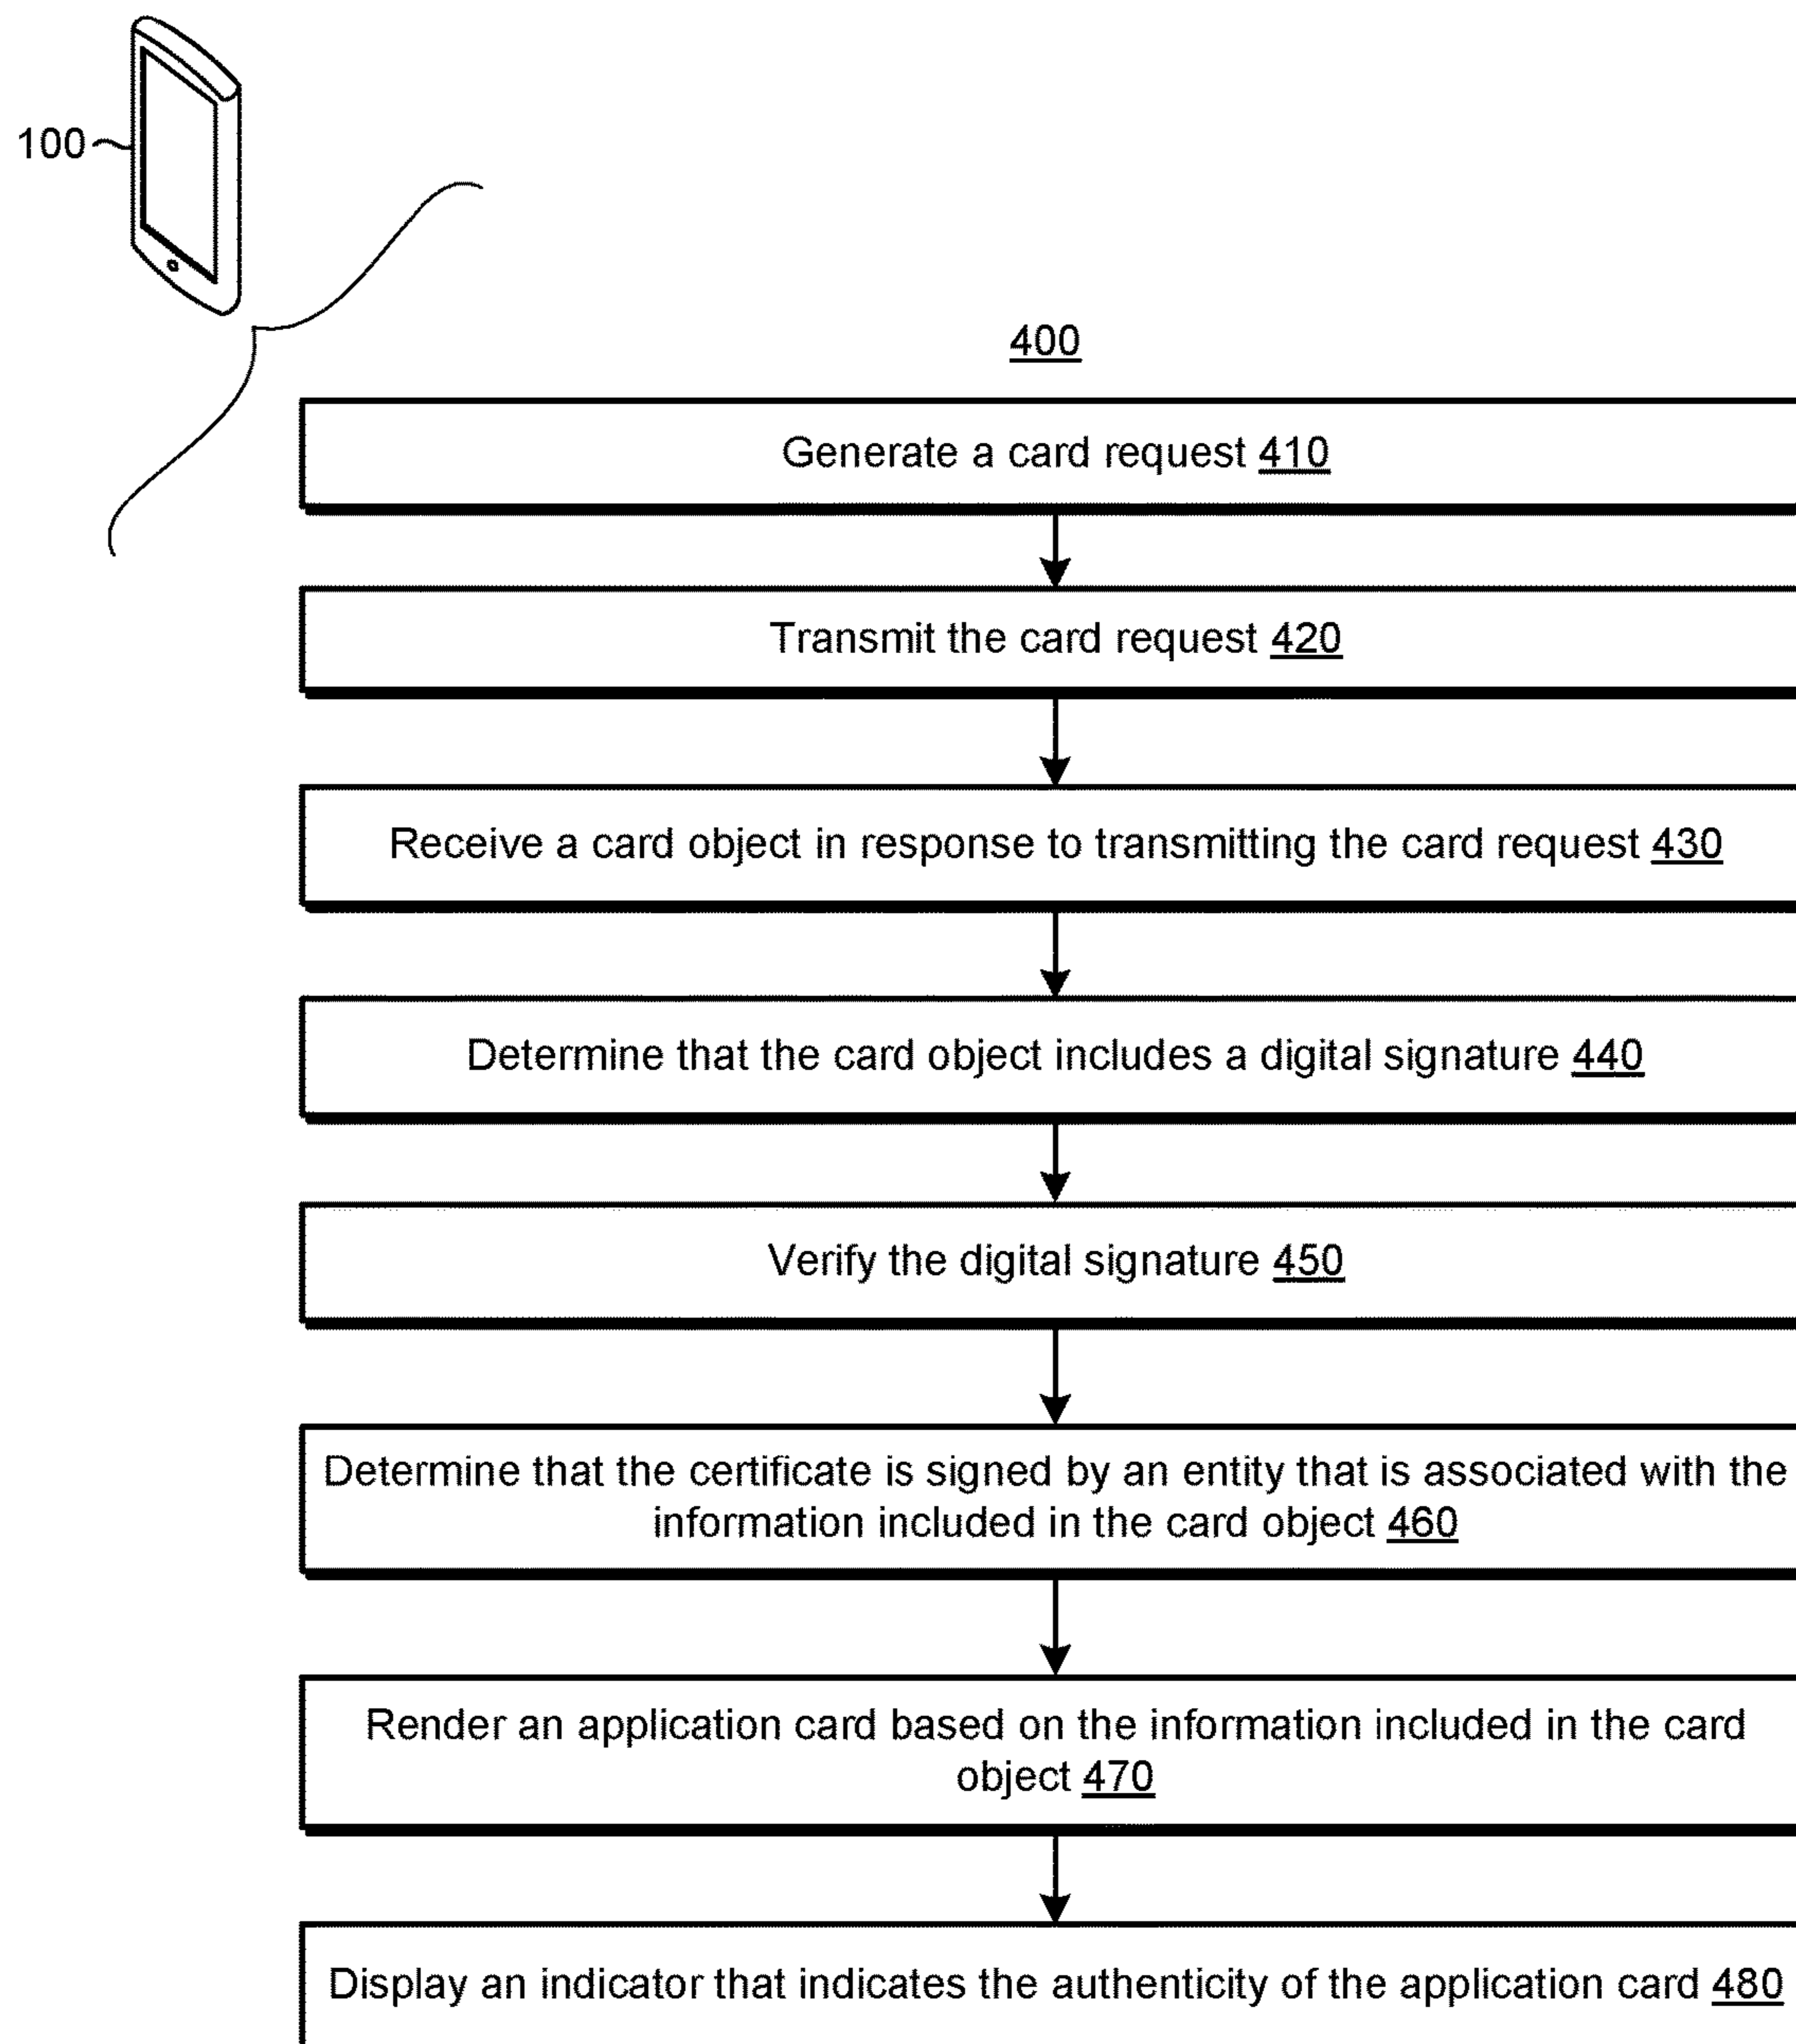 100
400
Generate a card request 410
Transmit the card request 420
Receive a card object in response to transmitting the card request 430
Determine that the card object includes a digital signature 440
Verify the digital signature 450
Determine that the certificate is signed by an entity that is associated with the
information included in the card object 460
Render an application card based on the information included in the card
object 470
Display an indicator that indicates the authenticity of the application card 480